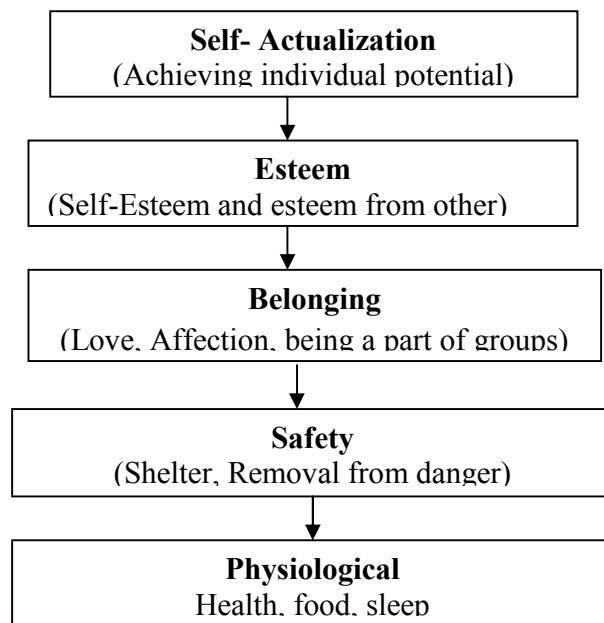 Self- Actualization
(Achieving individual potential)
Esteem
(Self-Esteem and esteem from other)
Belonging
(Love, Affection, being a part of groups)
Safety
(Shelter, Removal from danger)
Physiological
Health, food, sleep